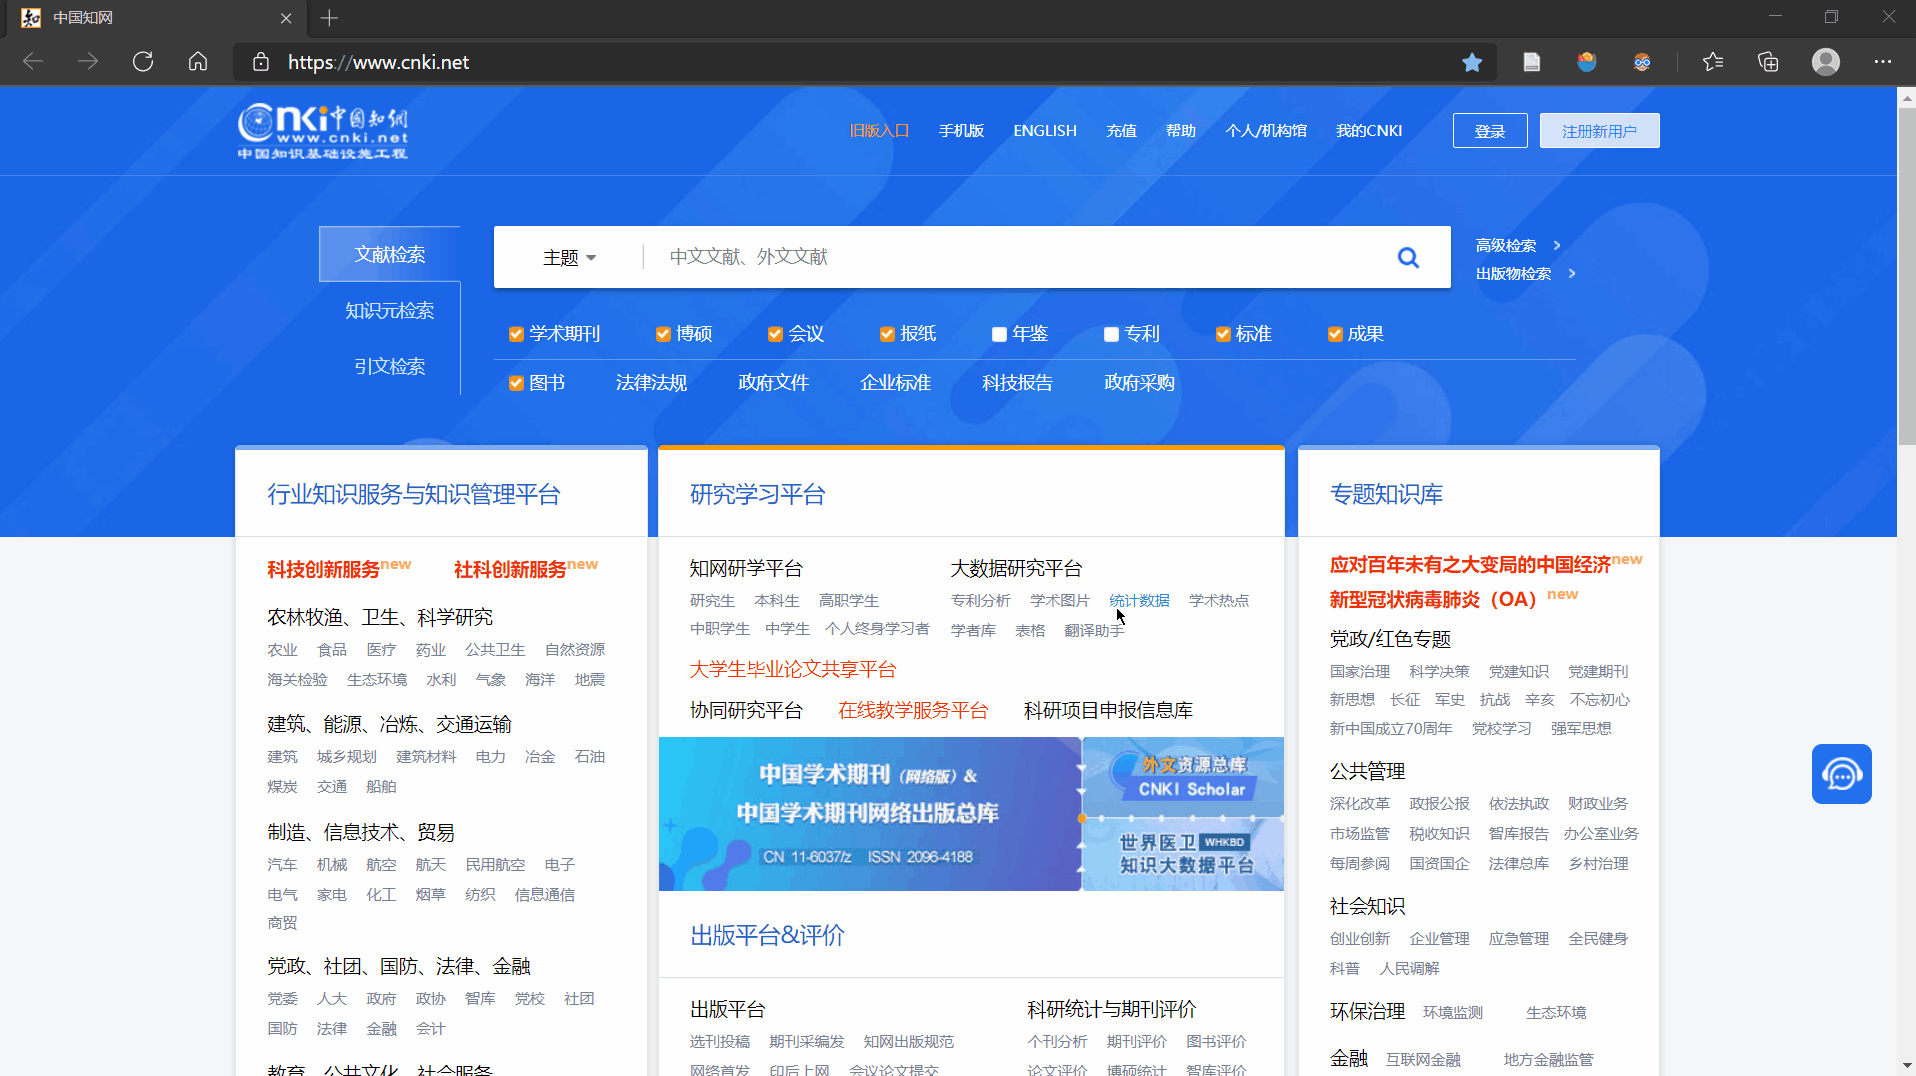 中国知网
https://www.cnki.net
cnki中国知网
www.cnki.net
中国知识基础设施工程
旧版入口 手机版 ENGLISH 充值 帮助 个人/机构馆 我的CNKI 登录 注册新用户
文献检索
知识元检索
引文检索
主题 中文文献、外文文献
高级检索 >
出版物检索 >
学术期刊 博硕 会议 报纸 年鉴 专利 标准 成果
图书 法律法规 政府文件 企业标准 科技报告 政府采购
行业知识服务与知识管理平台
科技创新服务new 社科创新服务new
农林牧渔、卫生、科学研究
农业 食品 医疗 药业 公共卫生 自然资源
海关检验 生态环境 水利 气象 海洋 地震
建筑、能源、冶炼、交通运输
建筑 城乡规划 建筑材料 电力 冶金 石油
煤炭 交通 船舶
制造、信息技术、贸易
汽车 机械 航空 航天 民用航空 电子
电气 家电 化工 烟草 纺织 信息通信
商贸
党政、社团、国防、法律、金融
党委 人大 政府 政协 智库 党校 社团
国防 法律 金融 会计
教育、公共文化、社会服务
研究学习平台
知网研学平台
研究生 本科生 高职学生
中职学生 中学生 个人终身学习者
大数据研究平台
专利分析 学术图片 统计数据 学术热点
学者库 表格 翻译助手
大学生毕业论文共享平台
协同研究平台 在线教学服务平台 科研项目申报信息库
中国学术期刊（网络版）&
中国学术期刊网络出版总库
CN 11-6037/z ISSN 2096-4188
外文资源总库
CNKI Scholar
世界医卫 WHKBD
知识大数据平台
出版平台&评价
出版平台
选刊投稿 期刊采编发 知网出版规范
网络首发 印后上网 会议论文提交
科研统计与期刊评价
个刊分析 期刊评价 图书评价
论文评价 博硕统计 智库评价
专题知识库
应对百年未有之大变局的中国经济new
新型冠状病毒肺炎（OA）new
党政/红色专题
国家治理 科学决策 党建知识 党建期刊
新思想 长征 军史 抗战 辛亥 不忘初心
新中国成立70周年 党校学习 强军思想
公共管理
深化改革 政报公报 依法执政 财政业务
市场监管 税收知识 智库报告 办公室业务
每周参阅 国资国企 法律总库 乡村治理
社会知识
创业创新 企业管理 应急管理 全民健身
科普 人民调解
环保治理 环境监测 生态环境
金融 互联网金融 地方金融监管